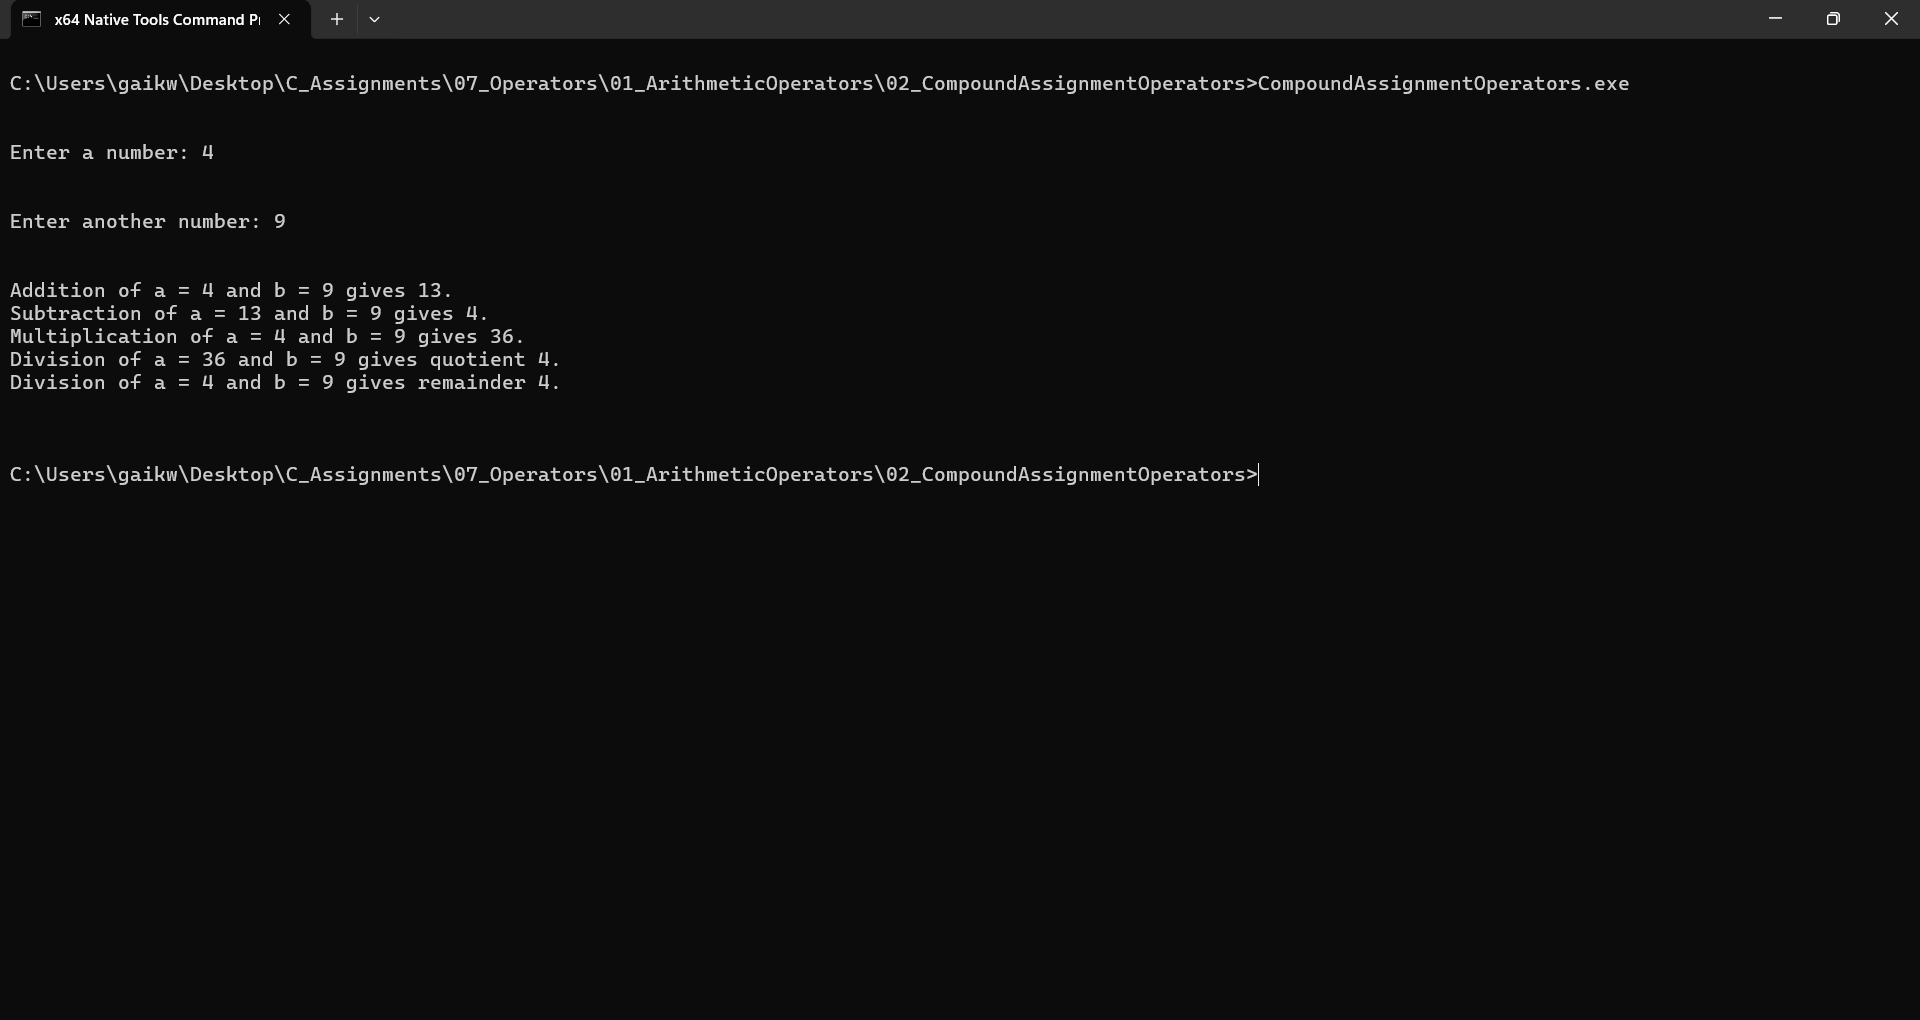 x64 Native Tools Command P
C:\Users\gaikw\Desktop\C_Assignments\07_Operators\01_ArithmeticOperators\02_CompoundAssignmentOperators>CompoundAssignmentOperators.exe
Enter a number: 4
Enter another number: 9
Addition of a = 4 and b = 9 gives 13.
Subtraction of a = 13 and b = 9 gives 4.
Multiplication of a = 4 and b = 9 gives 36.
Division of a = 36 and b = 9 gives quotient 4.
Division of a = 4 and b = 9 gives remainder 4.
C:\Users\gaikw\Desktop\C_Assignments\07_Operators\01_ArithmeticOperators\02_CompoundAssignmentOperators>